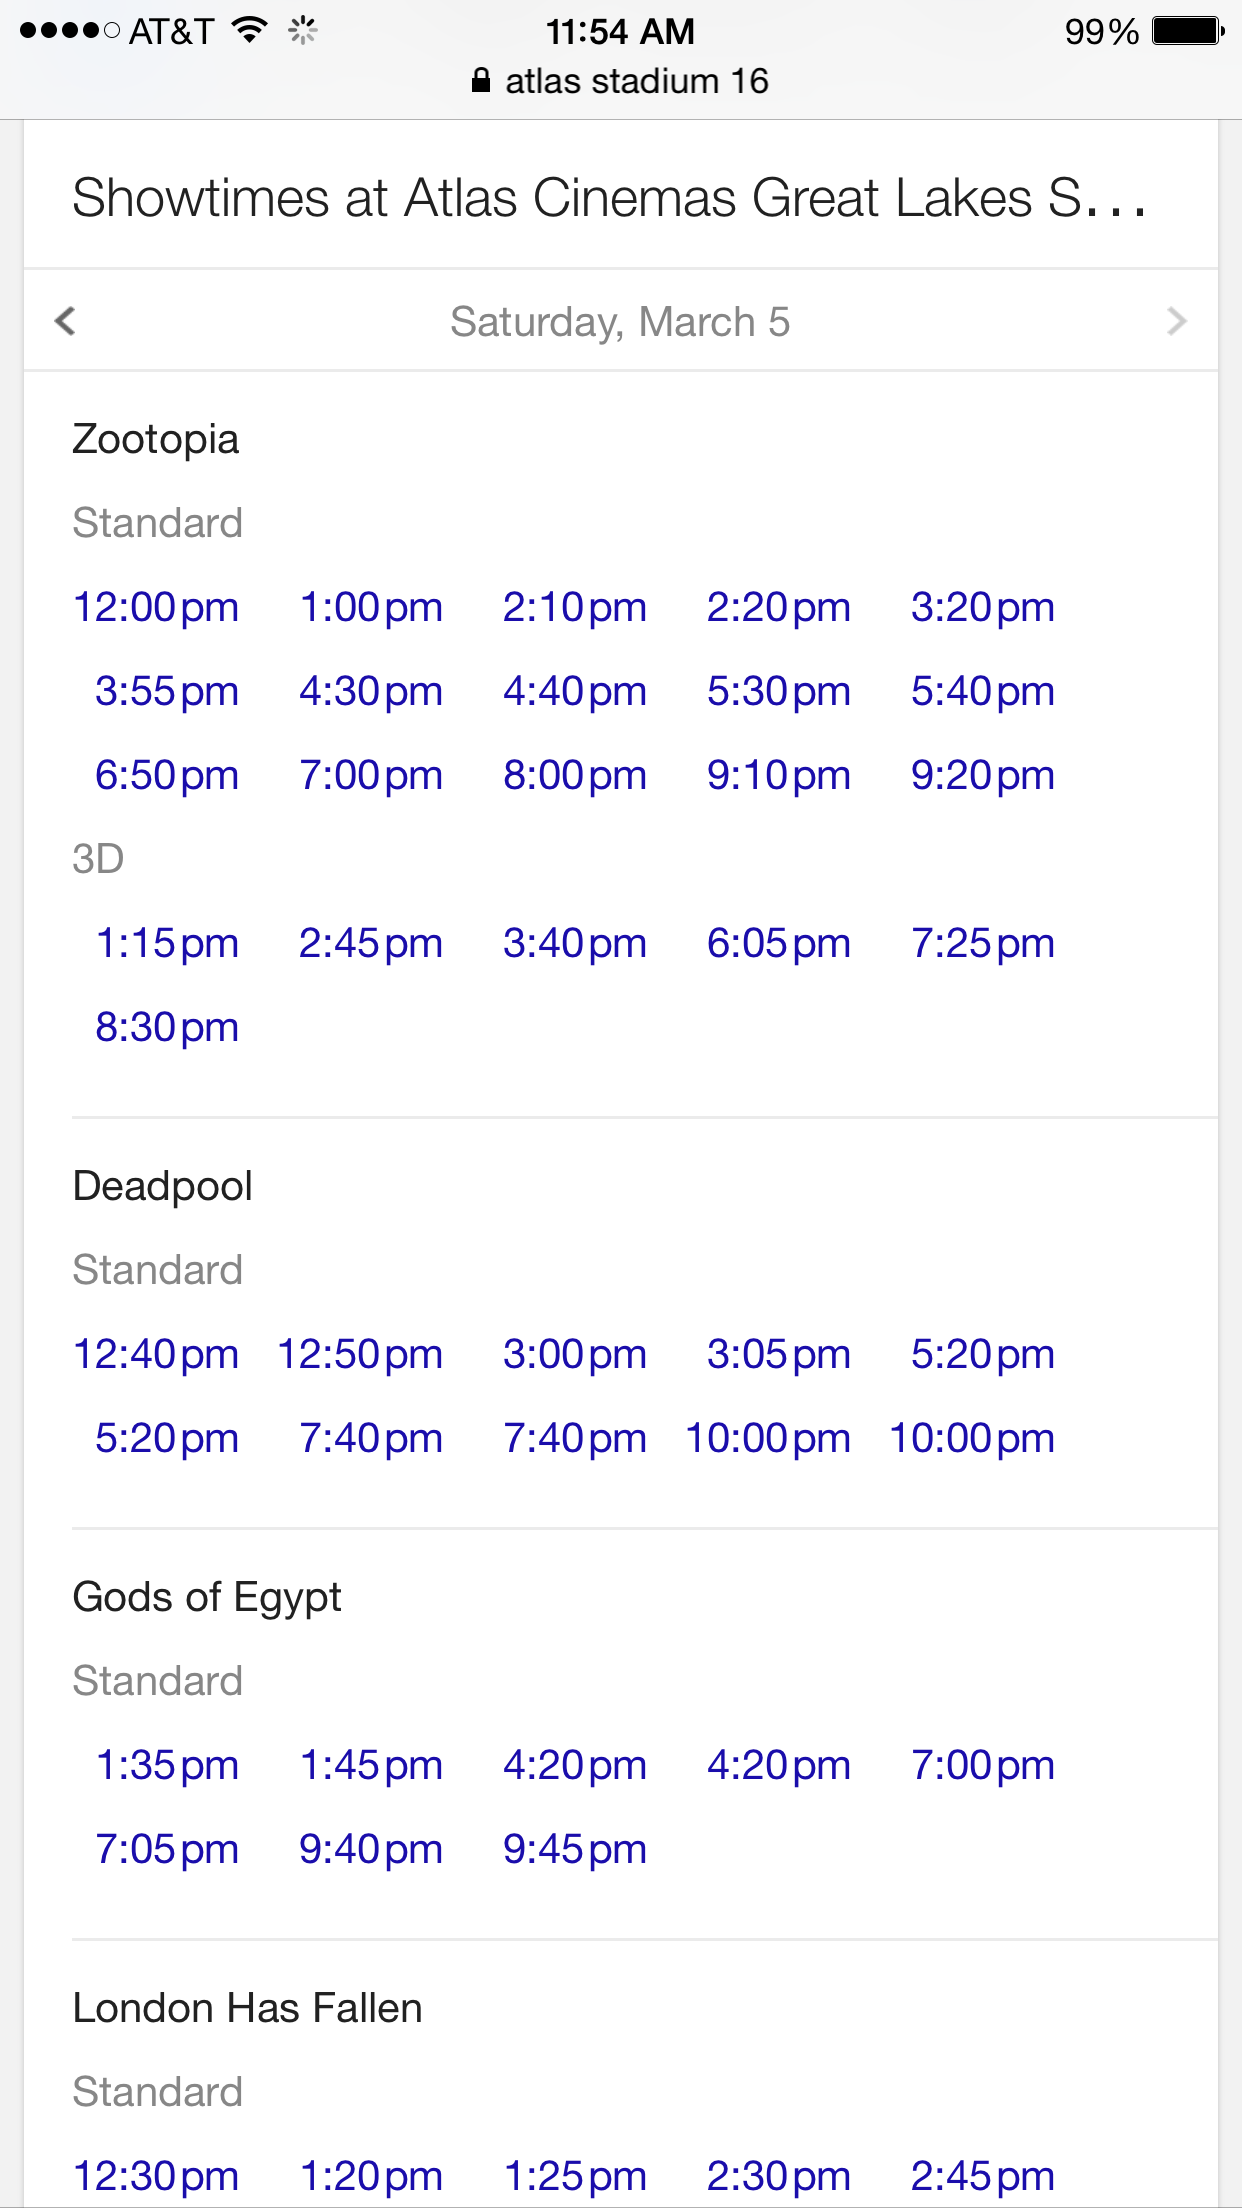 AT&T 11:54 AM 99%
atlas stadium 16
Showtimes at Atlas Cinemas Great Lakes S...
Saturday, March 5
Zootopia
Standard
12:00pm 1:00pm 2:10pm 2:20pm 3:20pm
3:55pm 4:30pm 4:40pm 5:30pm 5:40pm
6:50pm 7:00pm 8:00pm 9:10pm 9:20pm
3D
1:15pm 2:45pm 3:40pm 6:05pm 7:25pm
8:30pm
Deadpool
Standard
12:40pm 12:50pm 3:00pm 3:05pm 5:20pm
5:20pm 7:40pm 7:40pm 10:00pm 10:00pm
Gods of Egypt
Standard
1:35pm 1:45pm 4:20pm 4:20pm 7:00pm
7:05pm 9:40pm 9:45pm
London Has Fallen
Standard
12:30pm 1:20pm 1:25pm 2:30pm 2:45pm